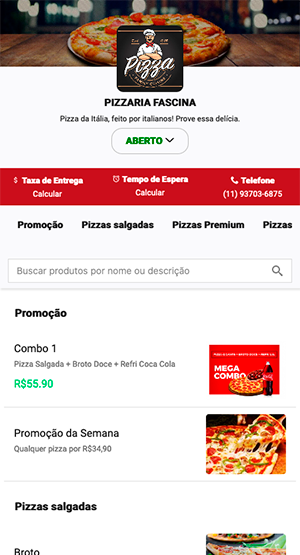 Pizza
PIZZARIA FASCINA
Pizza da Itália, feito por italianos! Prove essa delícia.
ABERTO
$ Taxa de Entrega
Calcular
Tempo de Espera
Calcular
Telefone
(11) 93703-6875
Promoção Pizzas salgadas Pizzas Premium Pizzas
Buscar produtos por nome ou descrição
Promoção
Combo 1
Pizza Salgada + Broto Doce + Refri Coca Cola
R$55.90
MEGA
COMBO
Promoção da Semana
Qualquer pizza por R$34,90
Pizzas salgadas
Broto